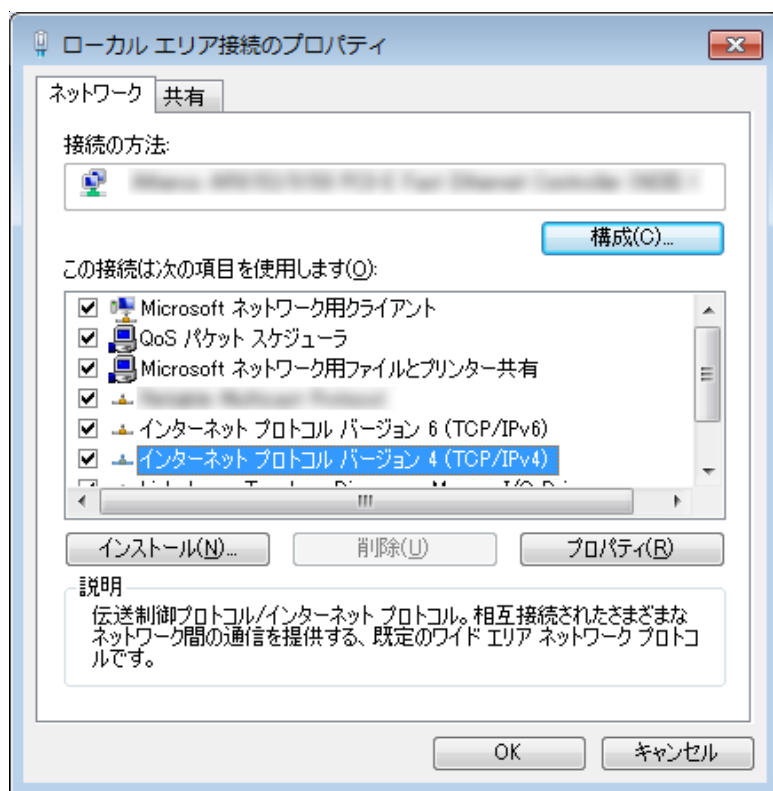 ローカル エリア接続のプロパティ
ネットワーク 共有
接続の方法:
構成(C)...
この接続は次の項目を使用します(O):
Microsoft ネットワーク用クライアント
QoS パケット スケジューラ
Microsoft ネットワーク用ファイルとプリンター共有
インターネット プロトコル バージョン 6 (TCP/IPv6)
インターネット プロトコル バージョン 4 (TCP/IPv4)
インストール(N)... 削除(U) プロパティ(R)
説明
伝送制御プロトコル/インターネット プロトコル。相互接続されたさまざまな
ネットワーク間の通信を提供する、既定のワイド エリア ネットワーク プロトコ
ルです。
OK キャンセル